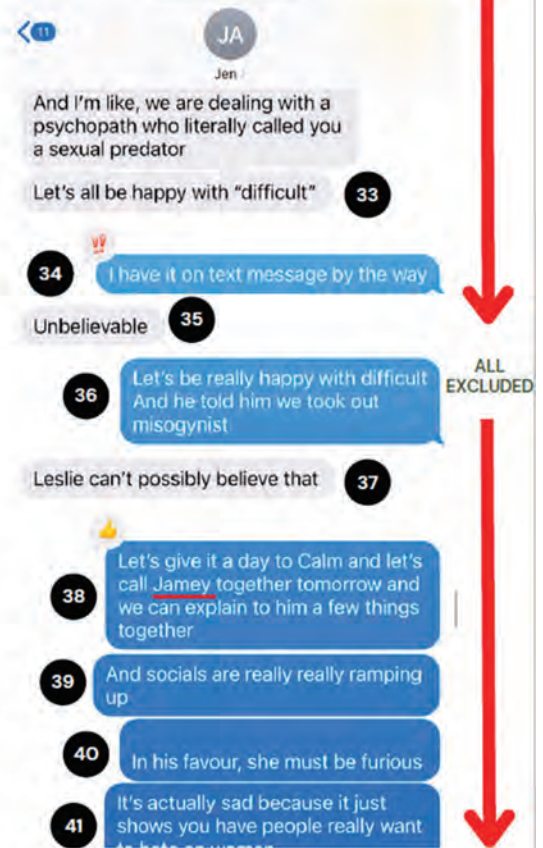 11
JA
Jen
And I'm like, we are dealing with a
psychopath who literally called you
a sexual predator
Let's all be happy with “difficult”
33
34
I have it on text message by the way
Unbelievable
35
ALL
EXCLUDED
36
Let's be really happy with difficult
And he told him we took out
misogynist
Leslie can't possibly believe that
37
38
Let's give it a day to Calm and let's
call Jamey together tomorrow and
we can explain to him a few things
together
39
And socials are really really ramping
up
40
In his favour, she must be furious
41
It's actually sad because it just
shows you have people really want